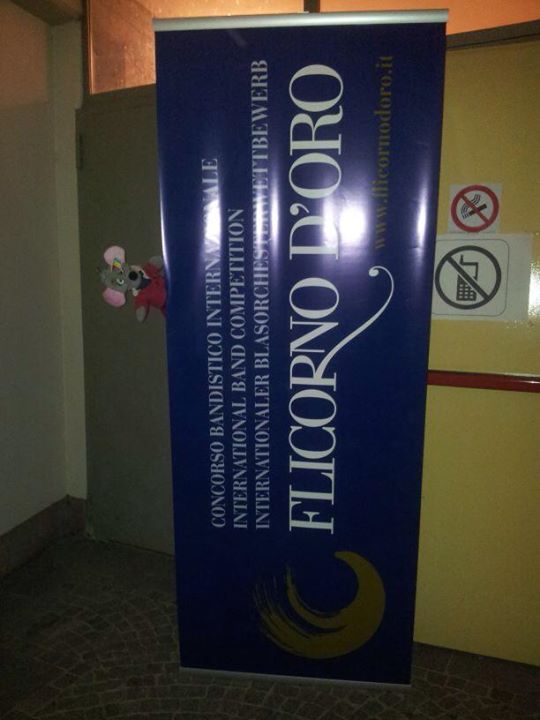 CONCORSO BANDISTICO INTERNAZIONALE
INTERNATIONAL BAND COMPETITION
INTERNATIONALER BLASORCHESTERWETTBEWERB
FLICORNO D'ORO
www.flicornodoro.it